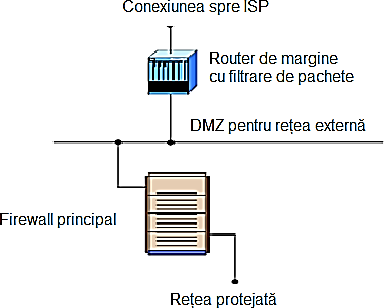 Conexiunea spre ISP
Router de margine
cu filtrare de pachete
DMZ pentru rețea externă
Firewall principal
Rețea protejată